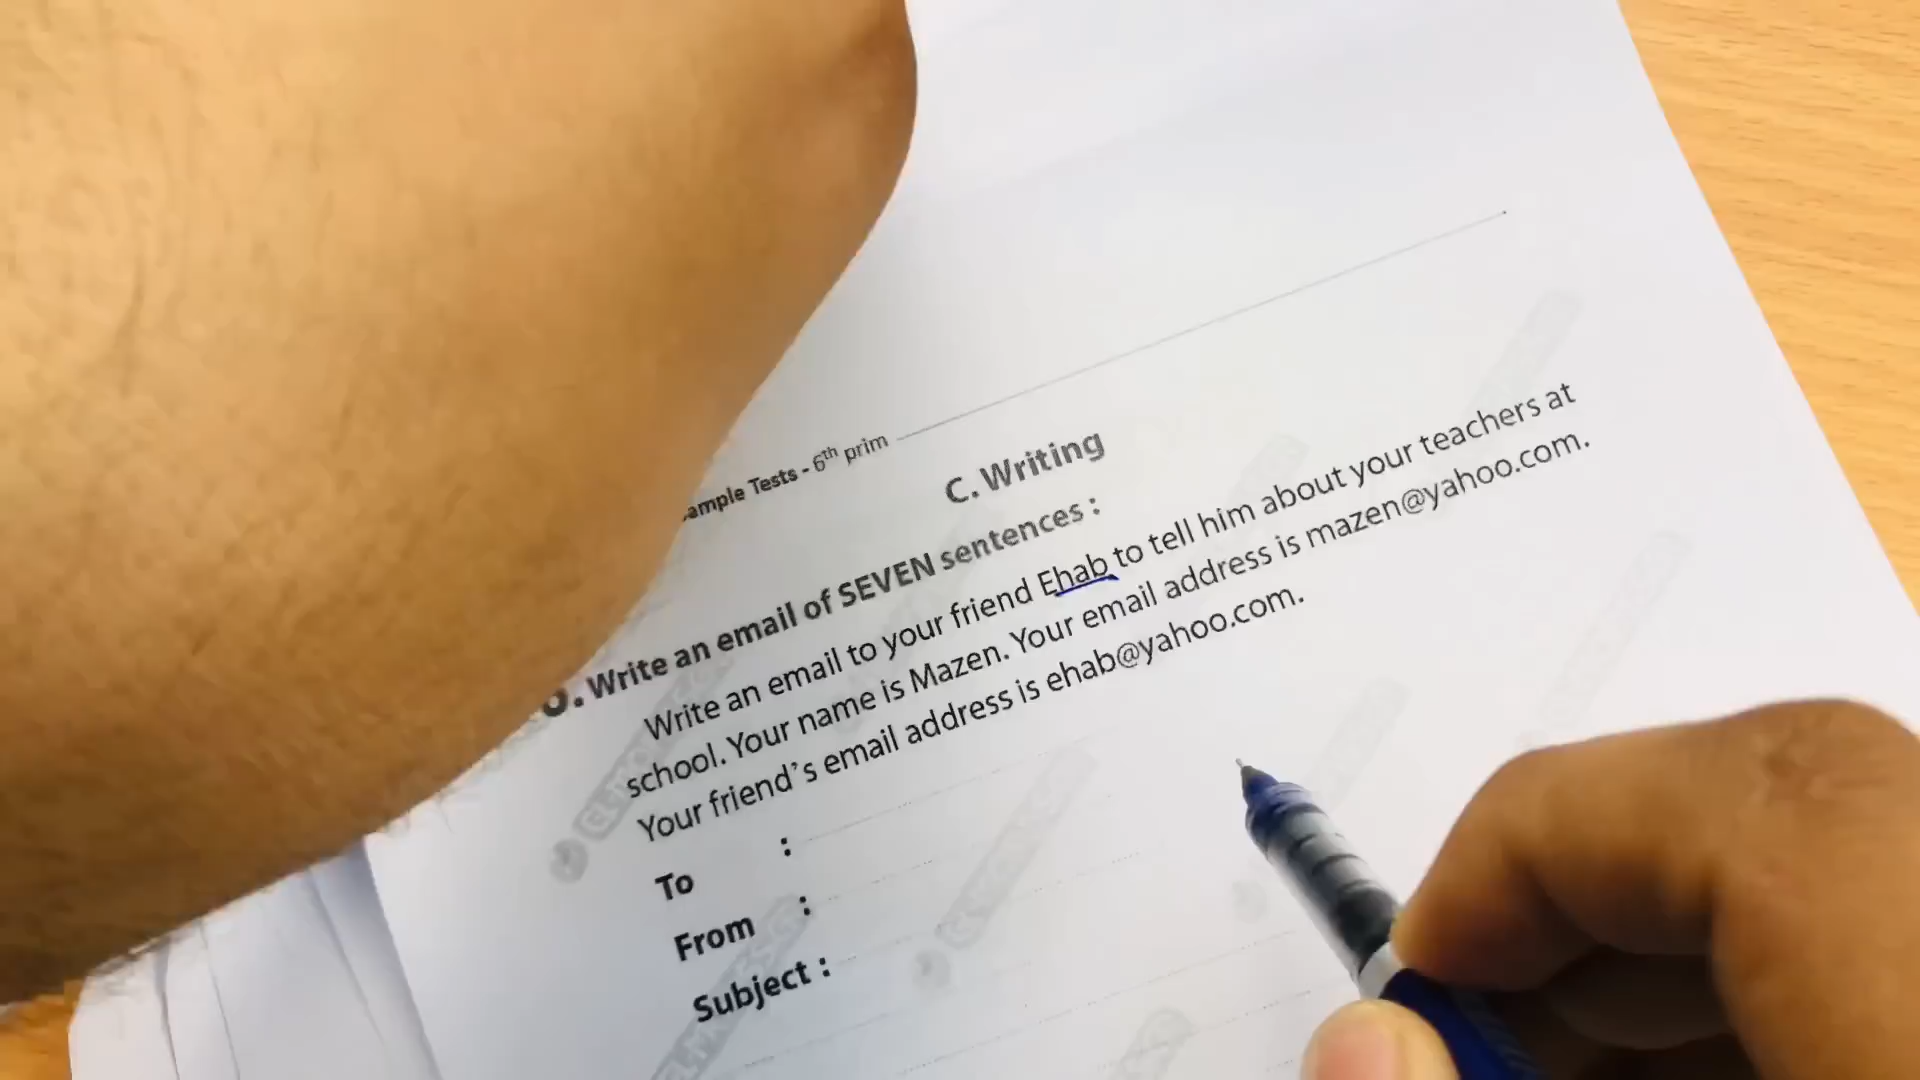 Tests - 6th prim
C. Writing
Write an email of SEVEN sentences :
Write an email to your friend Ehab to tell him about your teachers at
school. Your name is Mazen. Your email address is mazen@yahoo.com.
Your friend's email address is ehab@yahoo.com.
To :
From :
Subject :